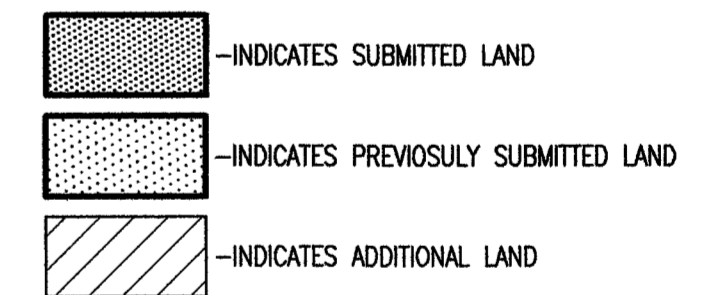 -INDICATES SUBMITTED LAND
-INDICATES PREVIOSULY SUBMITTED LAND
-INDICATES ADDITIONAL LAND